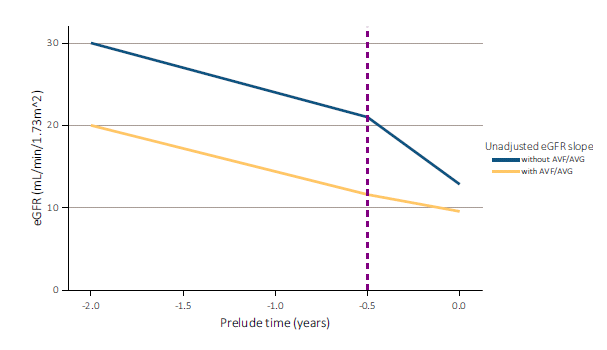 30
20
10
0
eGFR (mL/min/1.73m^2)
-2.0
-1.5
-1.0
-0.5
0.0
Prelude time (years)
Unadjusted eGFR slope
without AVF/AVG
with AVF/AVG